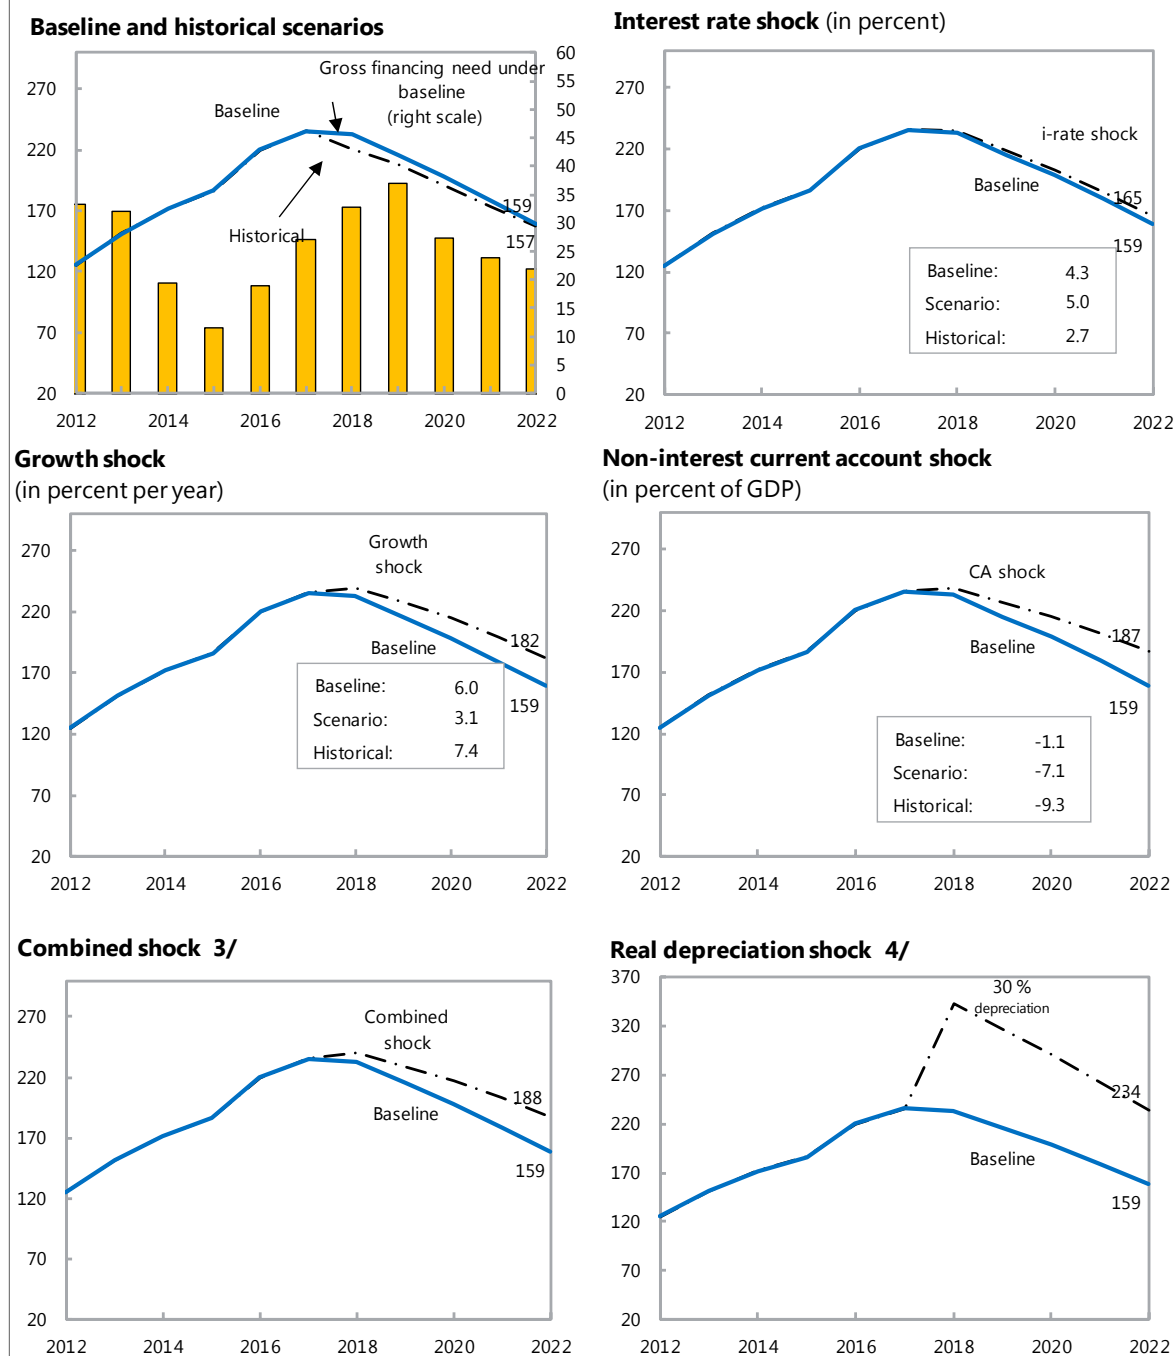 Baseline and historical scenarios
60
55
50
45
40
35
30
25
20
15
10
5
0
270
220
170
120
70
20
Gross financing need under
baseline
(right scale)
Baseline
Historical
159
157
2012 2014 2016 2018 2020 2022
Interest rate shock (in percent)
270
220
170
120
70
20
i-rate shock
Baseline
165
159
Baseline: 4.3
Scenario: 5.0
Historical: 2.7
2012 2014 2016 2018 2020 2022
Growth shock
(in percent per year)
270
220
170
120
70
20
Growth
shock
182
Baseline
159
Baseline: 6.0
Scenario: 3.1
Historical: 7.4
2012 2014 2016 2018 2020 2022
Non-interest current account shock
(in percent of GDP)
270
220
170
120
70
20
CA shock
187
Baseline
159
Baseline: -1.1
Scenario: -7.1
Historical: -9.3
2012 2014 2016 2018 2020 2022
Combined shock 3/
270
220
170
120
70
20
Combined
shock
188
Baseline
159
2012 2014 2016 2018 2020 2022
Real depreciation shock 4/
370
320
270
220
170
120
70
20
30 %
depreciation
234
Baseline
159
2012 2014 2016 2018 2020 2022